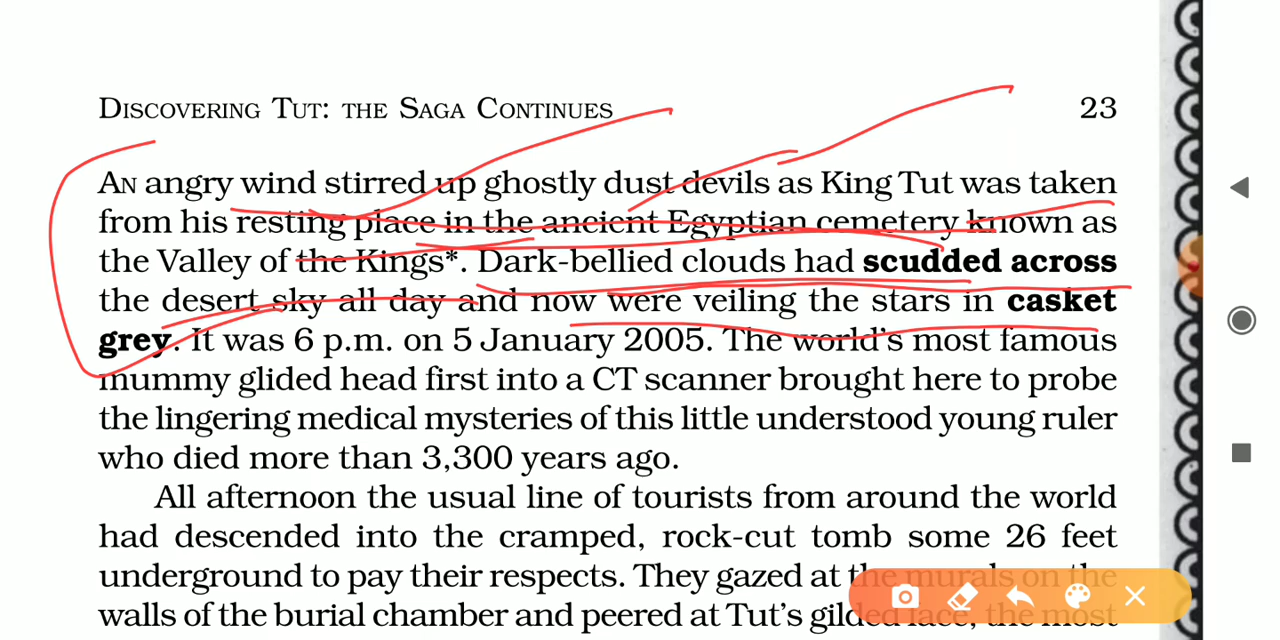 DISCOVERING TUT: THE SAGA CONTINUES 23
AN angry wind stirred up ghostly dust devils as King Tut was taken
from his resting place in the ancient Egyptian cemetery known as
the Valley of the Kings*. Dark-bellied clouds had scudded across
the desert sky all day and now were veiling the stars in casket
grey. It was 6 p.m. on 5 January 2005. The world's most famous
mummy glided head first into a CT scanner brought here to probe
the lingering medical mysteries of this little understood young ruler
who died more than 3,300 years ago.
All afternoon the usual line of tourists from around the world
had descended into the cramped, rock-cut tomb some 26 feet
underground to pay their respects. They gazed at the murals on the
walls of the burial chamber and peered at Tut's gilded face, the most